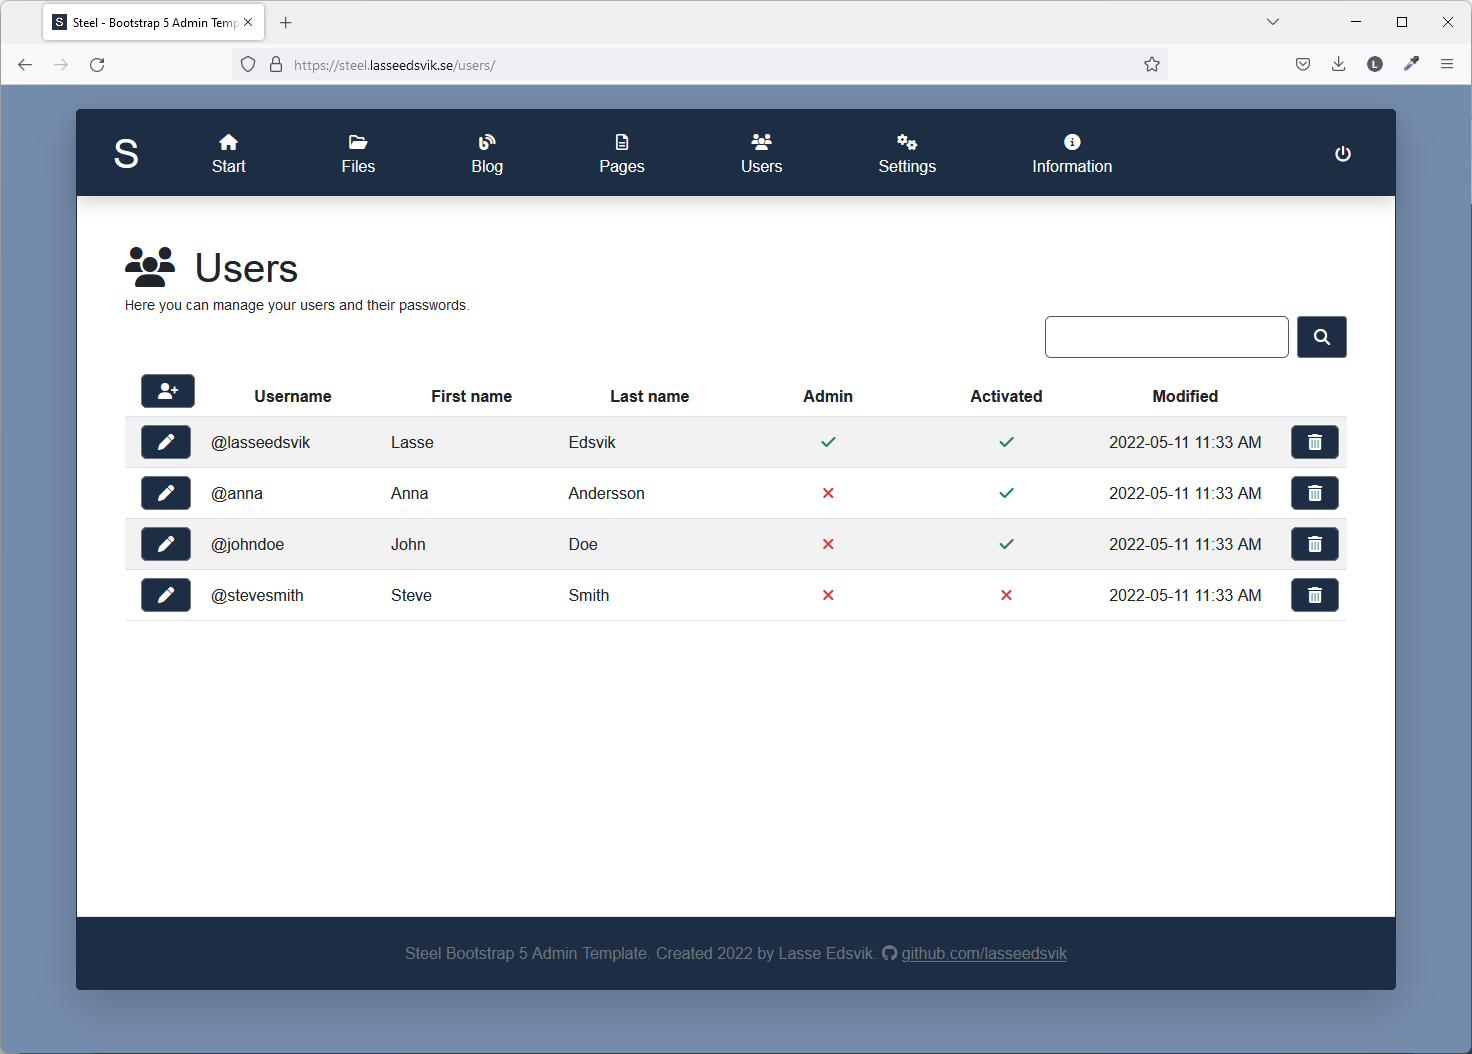 S Steel - Bootstrap 5 Admin Temp
https://steel.lasseedsvik.se/users/
L
S Start Files Blog Pages Users Settings Information
Users
Here you can manage your users and their passwords.
Username First name Last name Admin Activated Modified
@lasseedsvik Lasse Edsvik 2022-05-11 11:33 AM
@anna Anna Andersson 2022-05-11 11:33 AM
@johndoe John Doe 2022-05-11 11:33 AM
@stevesmith Steve Smith 2022-05-11 11:33 AM
Steel Bootstrap 5 Admin Template. Created 2022 by Lasse Edsvik. github.com/lasseedsvik